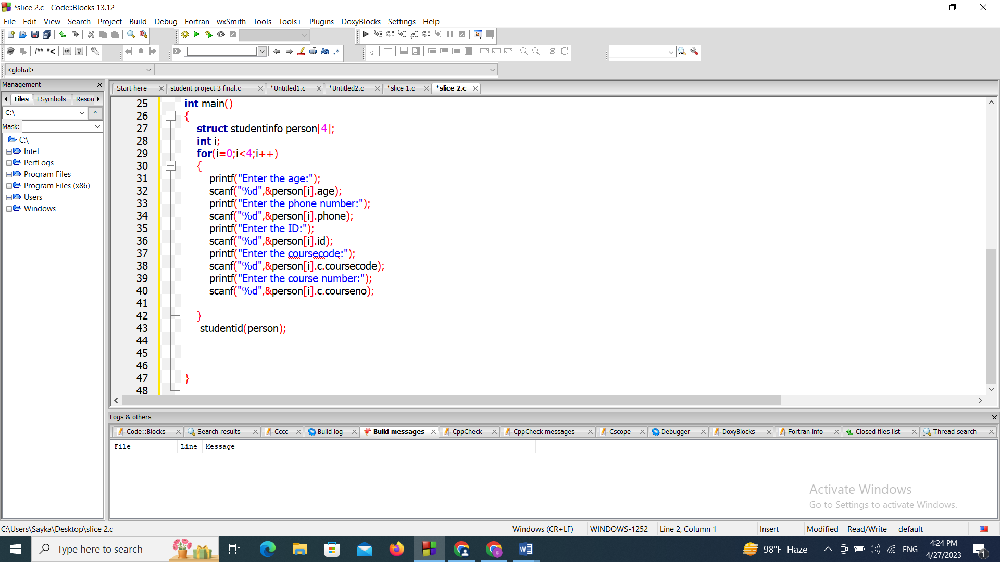 *slice 2.c - Code::Blocks 13.12
File Edit View Search Project Build Debug Fortran wxSmith Tools Tools+ Plugins DoxyBlocks Settings Help
/** *<
S C
<global>
Management
Start here student project 3 final.c *Untitled1.c *Untitled2.c *slice 1.c *slice 2.c
Files FSymbols Resou
C:\
Mask:
C:\
Intel
PerfLogs
Program Files
Program Files (x86)
Users
Windows
25 int main()
26 {
27 struct studentinfo person[4];
28 int i;
29 for(i=0;i<4;i++)
30 {
31 printf("Enter the age:");
32 scanf("%d",&person[i].age);
33 printf("Enter the phone number:");
34 scanf("%d",&person[i].phone);
35 printf("Enter the ID:");
36 scanf("%d",&person[i].id);
37 printf("Enter the coursecode:");
38 scanf("%d",&person[i].c.coursecode);
39 printf("Enter the course number:");
40 scanf("%d",&person[i].c.courseno);
41
42 }
43 studentid(person);
44
45
46
47 }
48
Logs & others
Code::Blocks Search results Cccc Build log Build messages CppCheck CppCheck messages Cscope Debugger DoxyBlocks Fortran info Closed files list Thread search
File Line Message
Activate Windows
Go to Settings to activate Windows.
C:\Users\Sayka\Desktop\slice 2.c Windows (CR+LF) WINDOWS-1252 Line 2, Column 1 Insert Modified Read/Write default
Type here to search
98°F Haze ENG
4:24 PM
4/27/2023
1